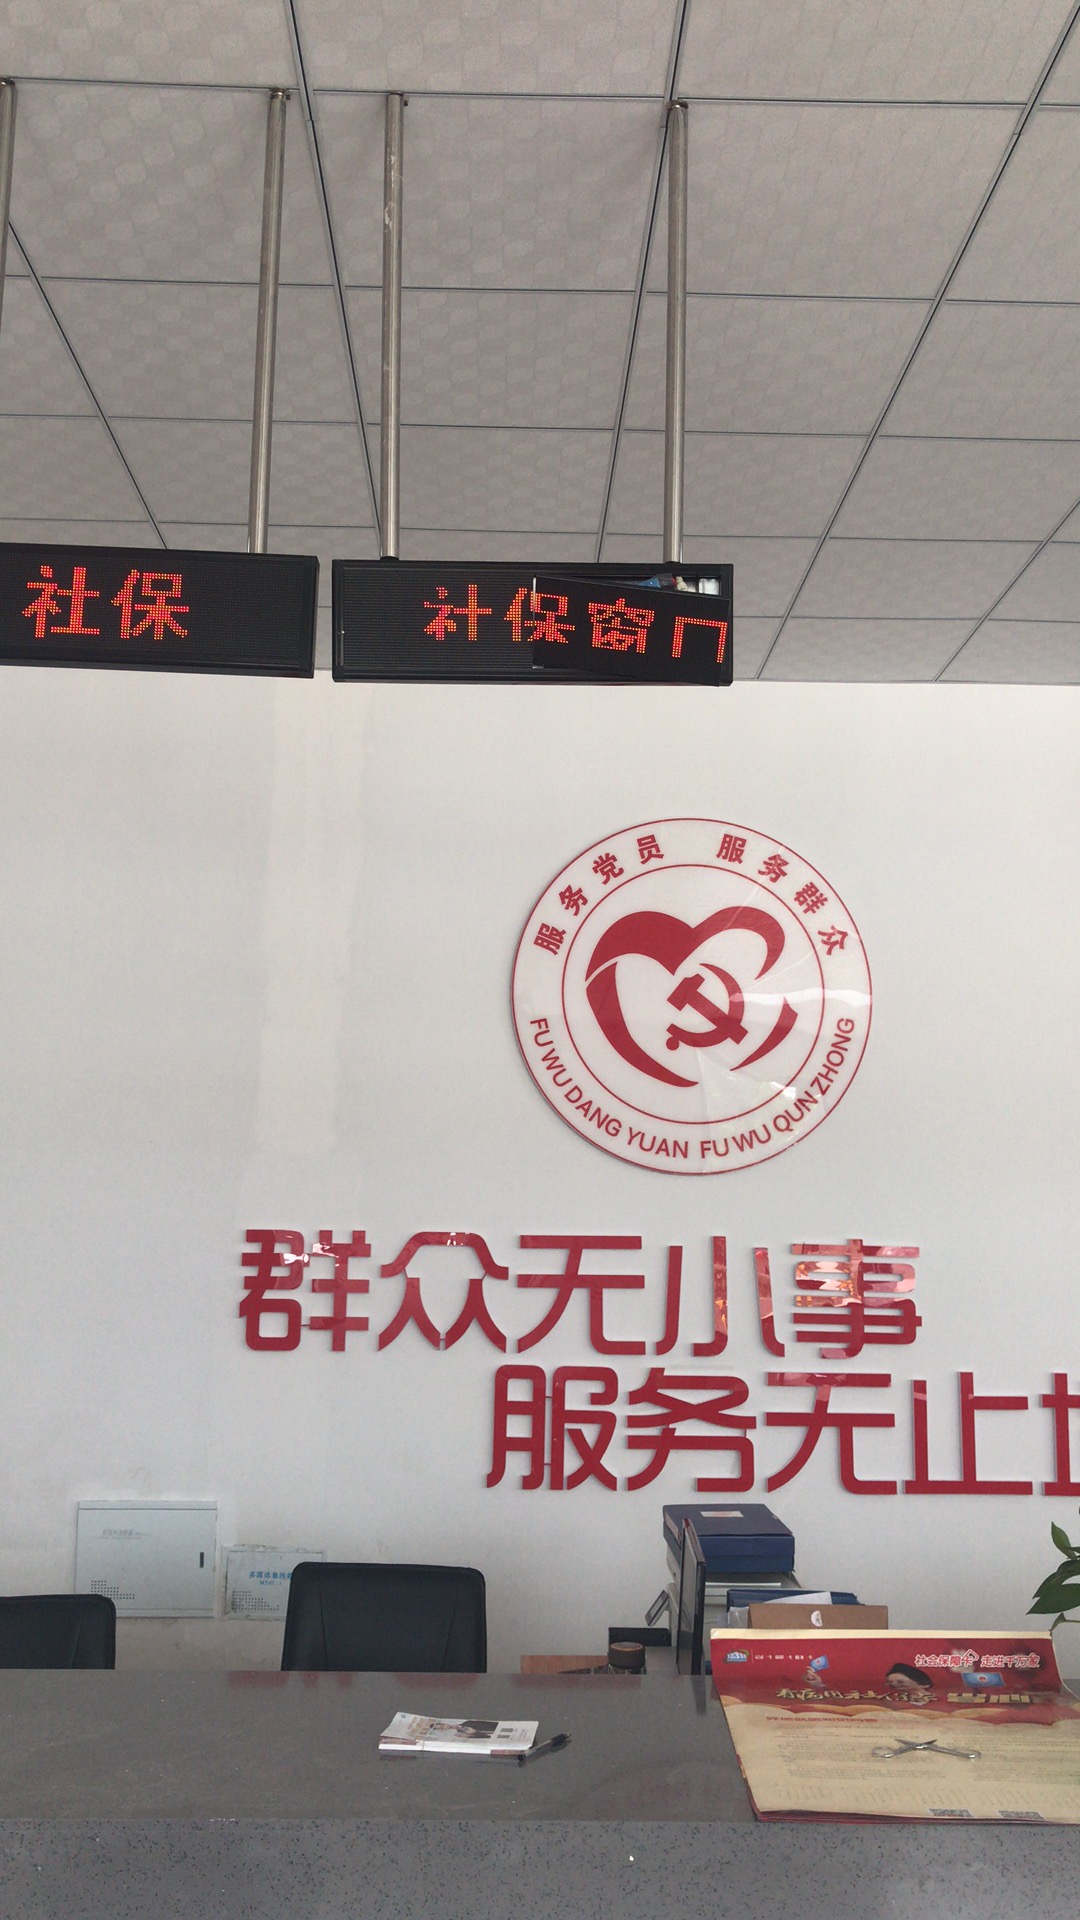 社保
社保窗口
服务党员 服务群众
FU WU DANG YUAN FU WU QUN ZHONG
群众无小事
服务无止
社会保障卡 走进千万家